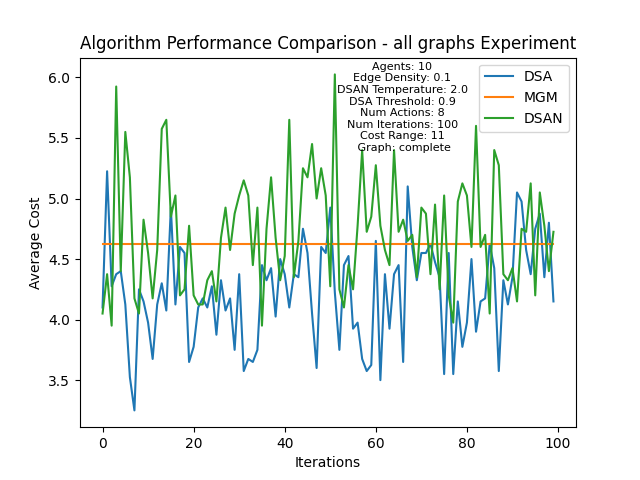 Algorithm Performance Comparison - all graphs Experiment
Agents: 10
Edge Density: 0.1
DSAN Temperature: 2.0
DSA Threshold: 0.9
Num Actions: 8
Num Iterations: 100
Cost Range: 11
Graph: complete
DSA
MGM
DSAN
Average Cost
6.0
5.5
5.0
4.5
4.0
3.5
0
20
40
60
80
100
Iterations